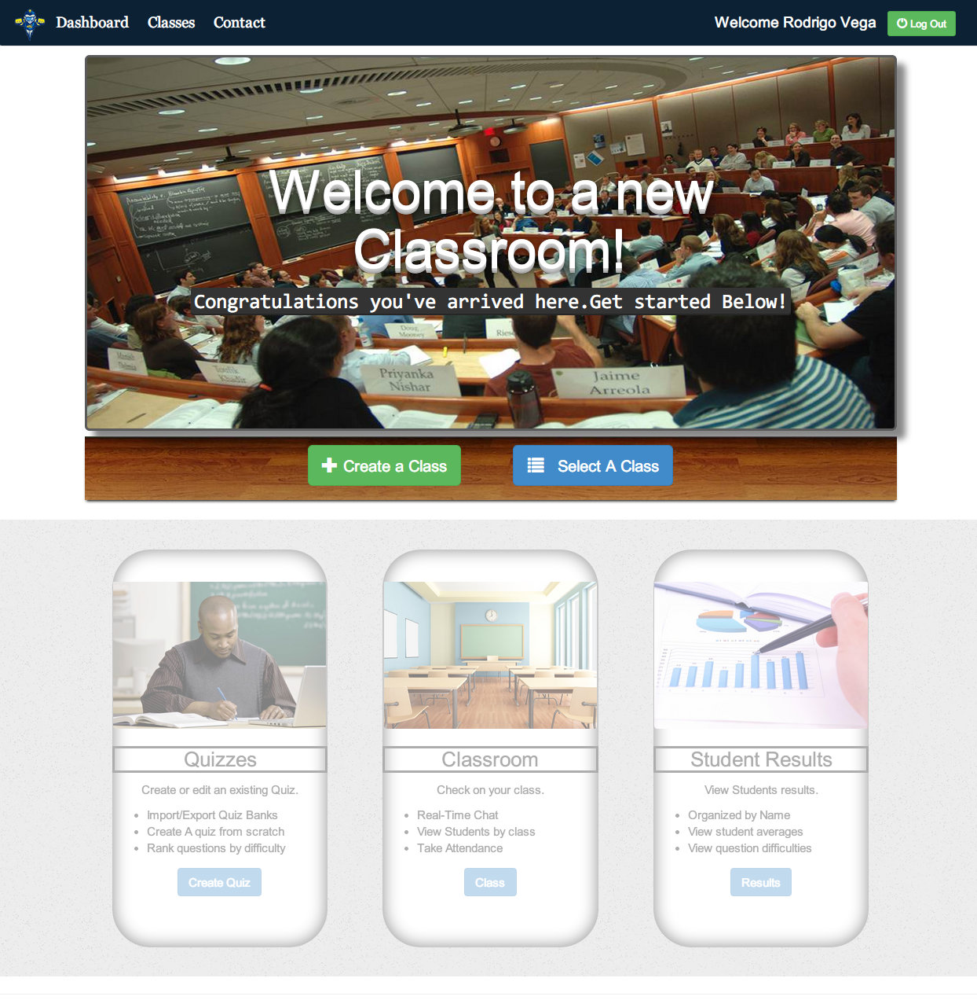 Dashboard Classes Contact Welcome Rodrigo Vega Log Out
Welcome to a new
Classroom!
Congratulations you've arrived here.Get started Below!
Doug
Mooney
Priyanka
Nishar
Jaime
Arreola
Create a Class Select A Class
Quizzes
Create or edit an existing Quiz.
Import/Export Quiz Banks
Create A quiz from scratch
Rank questions by difficulty
Create Quiz
Classroom
Check on your class.
Real-Time Chat
View Students by class
Take Attendance
Class
Student Results
View Students results.
Organized by Name
View student averages
View question difficulties
Results